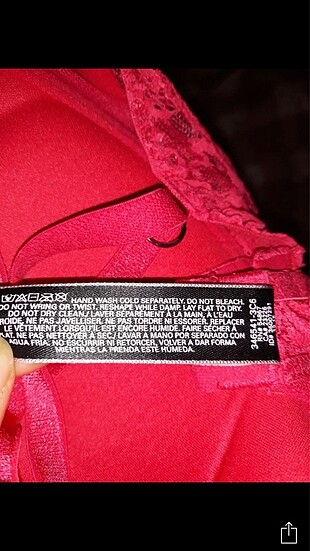 HAND WASH COLD SEPARATELY. DO NOT BLEACH.
DO NOT WRING OR TWIST. RESHAPE WHILE DAMP. LAY FLAT TO DRY.
DO NOT DRY CLEAN./ LAVER SÉPARÉMENT À LA MAIN, À L'EAU
FROIDE. NE PAS JAVELLISER. NE PAS TORDRE NI ESSORER. REPLACER
LE VÊTEMENT LORSQU'IL EST ENCORE HUMIDE. FAIRE SÉCHER À
PLAT. NE PAS NETTOYER À SEC./ LAVAR A MANO POR SEPARADO CON
AGUA FRIA. NO ESCURRIR NI RETORCER. VOLVER A DAR FORMA
MIENTRAS LA PRENDA ESTÉ HÚMEDA.